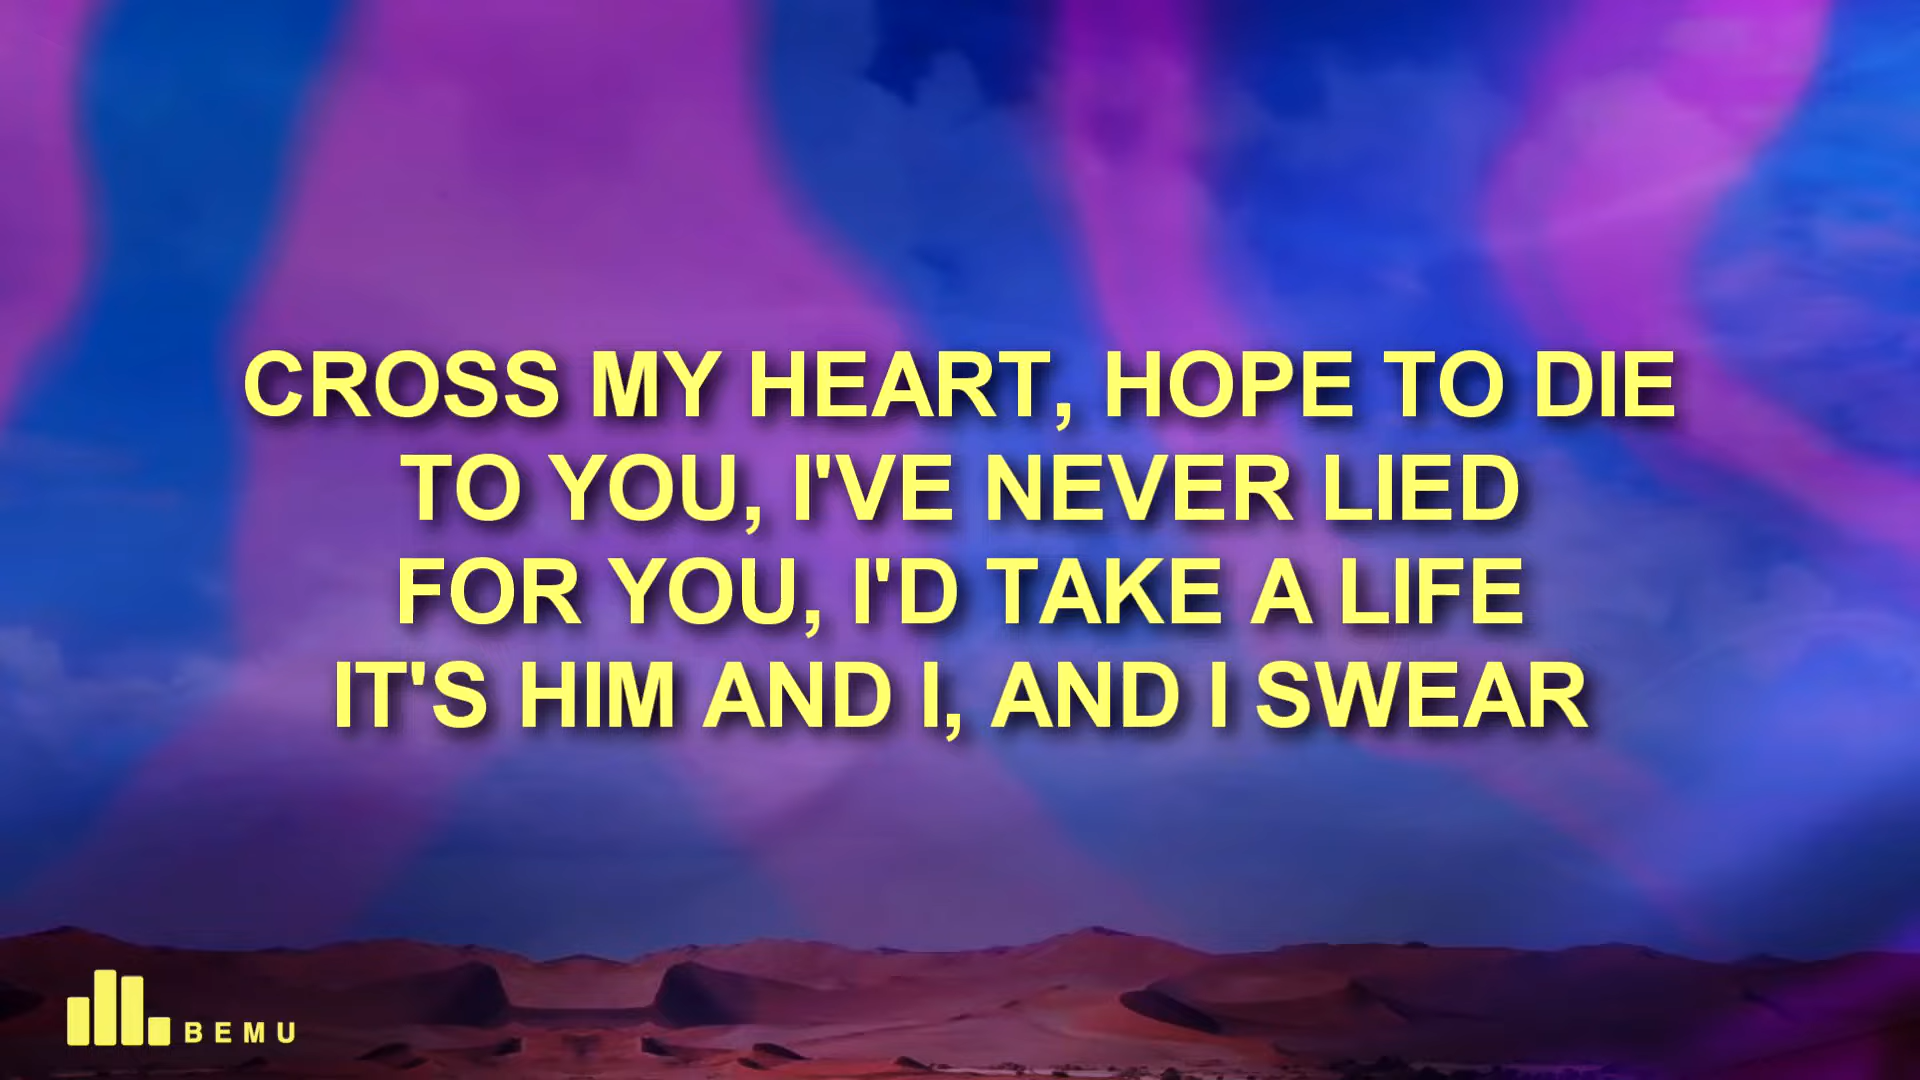 CROSS MY HEART, HOPE TO DIE
TO YOU, I'VE NEVER LIED
FOR YOU, I'D TAKE A LIFE
IT'S HIM AND I, AND I SWEAR
BEMU